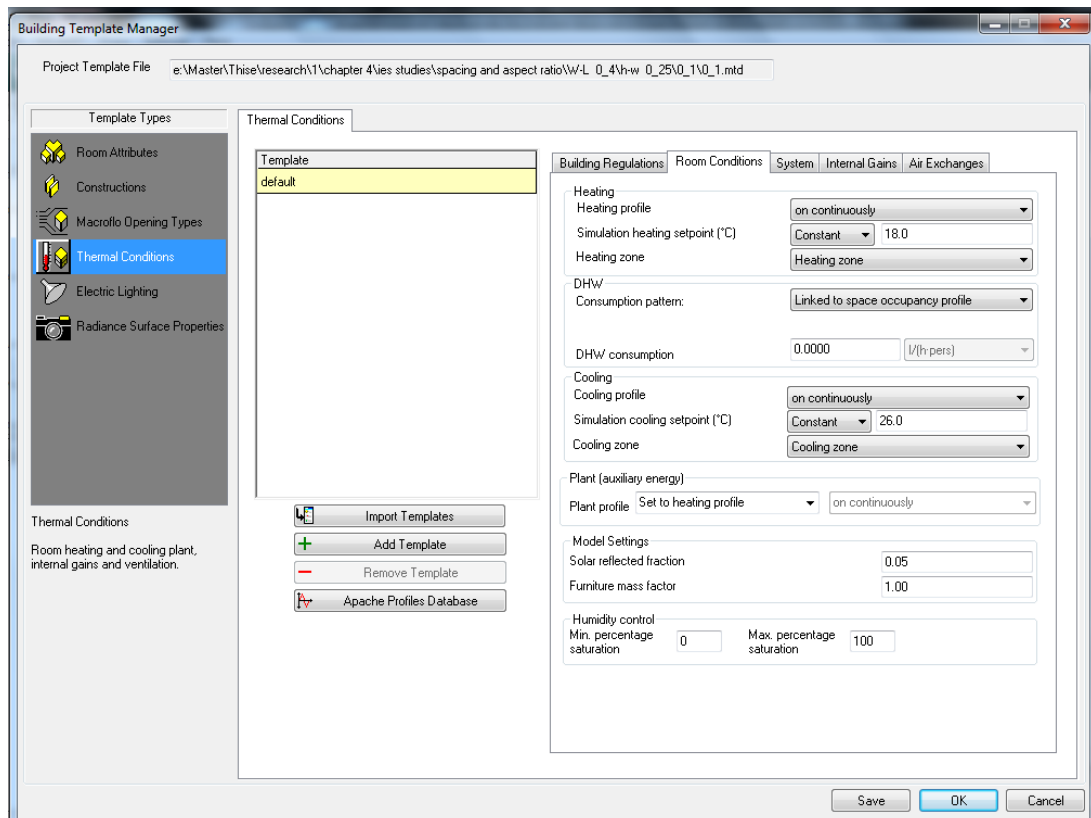 Building Template Manager
Project Template File e:\Master\Thise\research\1\chapter 4\ies studies\spacing and aspect ratio\W-L 0_4\h-w 0_25\0_1\0_1.mtd
Template Types
Room Attributes
Constructions
Macroflo Opening Types
Thermal Conditions
Electric Lighting
Radiance Surface Properties
Thermal Conditions
Room heating and cooling plant,
internal gains and ventilation.
Thermal Conditions
Template
default
Import Templates
Add Template
Remove Template
Apache Profiles Database
Building Regulations Room Conditions System Internal Gains Air Exchanges
Heating
Heating profile on continuously
Simulation heating setpoint (°C) Constant 18.0
Heating zone Heating zone
DHW
Consumption pattern: Linked to space occupancy profile
DHW consumption 0.0000 l/(h·pers)
Cooling
Cooling profile on continuously
Simulation cooling setpoint (°C) Constant 26.0
Cooling zone Cooling zone
Plant (auxiliary energy)
Plant profile Set to heating profile on continuously
Model Settings
Solar reflected fraction 0.05
Furniture mass factor 1.00
Humidity control
Min. percentage saturation 0 Max. percentage saturation 100
Save OK Cancel